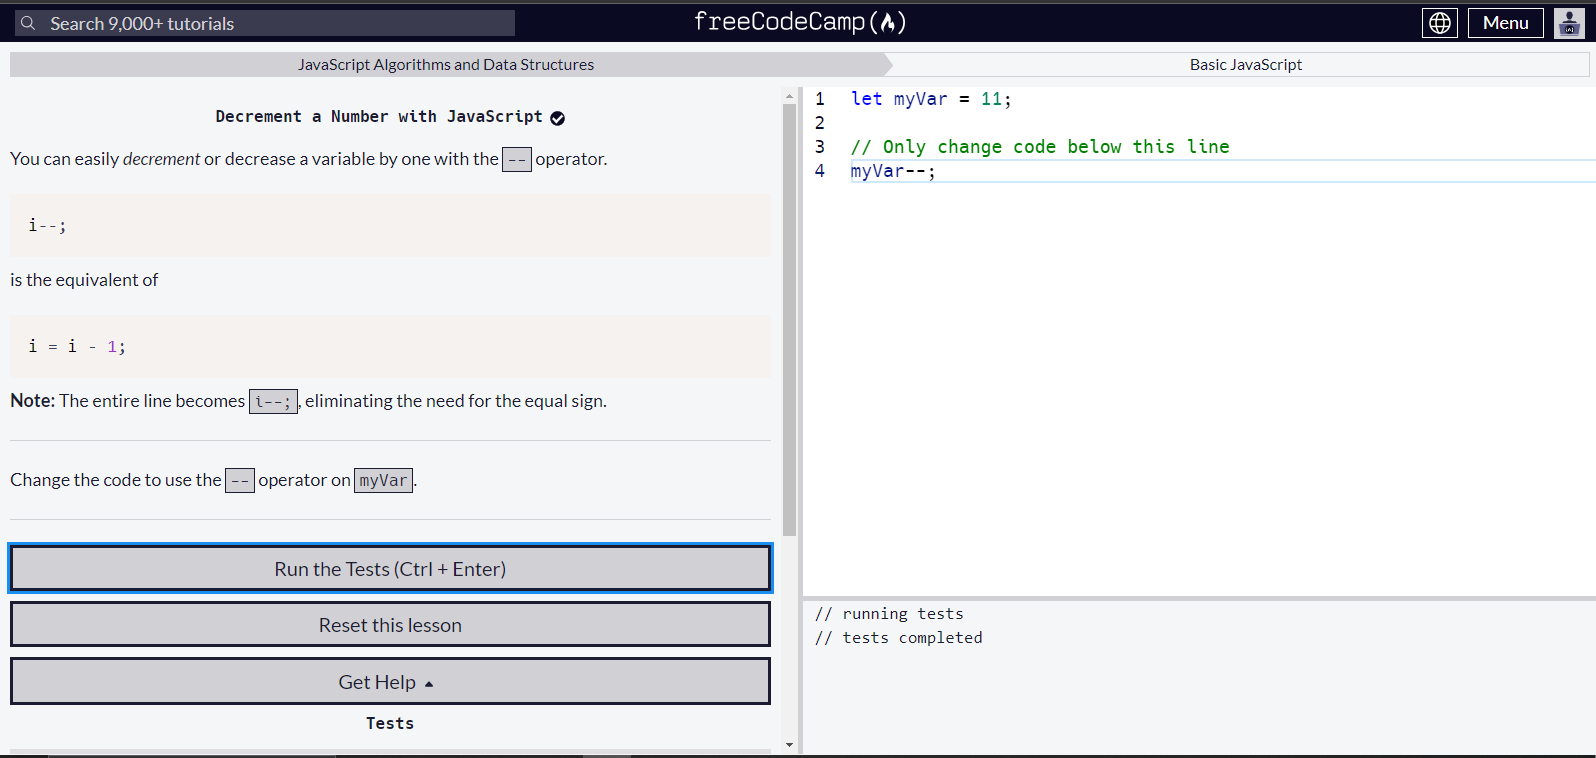 Search 9,000+ tutorials
freeCodeCamp
Menu
JavaScript Algorithms and Data Structures
Basic JavaScript
Decrement a Number with JavaScript
You can easily decrement or decrease a variable by one with the -- operator.
i--;
is the equivalent of
i = i - 1;
Note: The entire line becomes i--;, eliminating the need for the equal sign.
Change the code to use the -- operator on myVar.
Run the Tests (Ctrl + Enter)
Reset this lesson
Get Help
Tests
1 let myVar = 11;
2
3 // Only change code below this line
4 myVar--;
// running tests
// tests completed